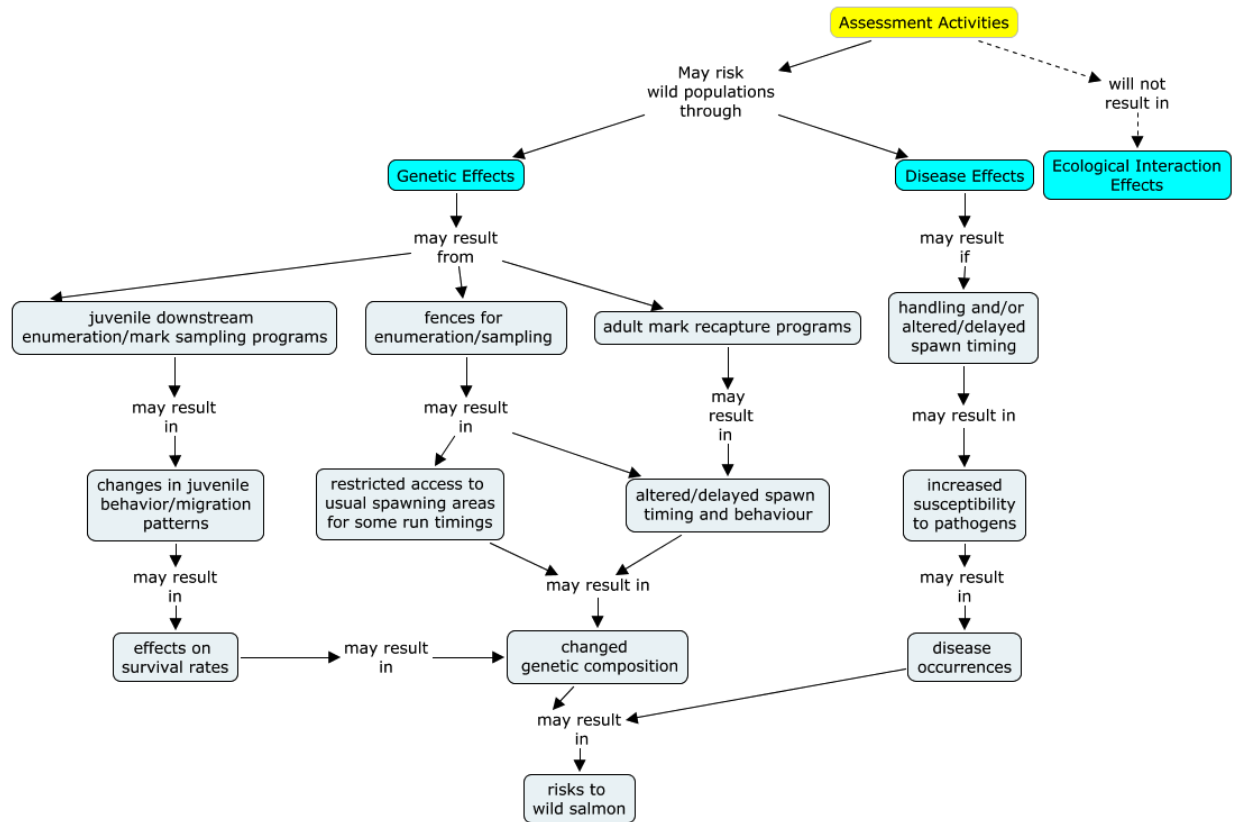 Assessment Activities
May risk
wild populations
through
will not
result in
Genetic Effects
Disease Effects
Ecological Interaction
Effects
may result
from
may result
if
juvenile downstream
enumeration/mark sampling programs
fences for
enumeration/sampling
adult mark recapture programs
handling and/or
altered/delayed
spawn timing
may result
in
may result
in
may
result
in
may result in
changes in juvenile
behavior/migration
patterns
restricted access to
usual spawning areas
for some run timings
altered/delayed spawn
timing and behaviour
increased
susceptibility
to pathogens
may result
in
may result in
may result
in
effects on
survival rates
may result
in
changed
genetic composition
disease
occurrences
may result
in
risks to
wild salmon